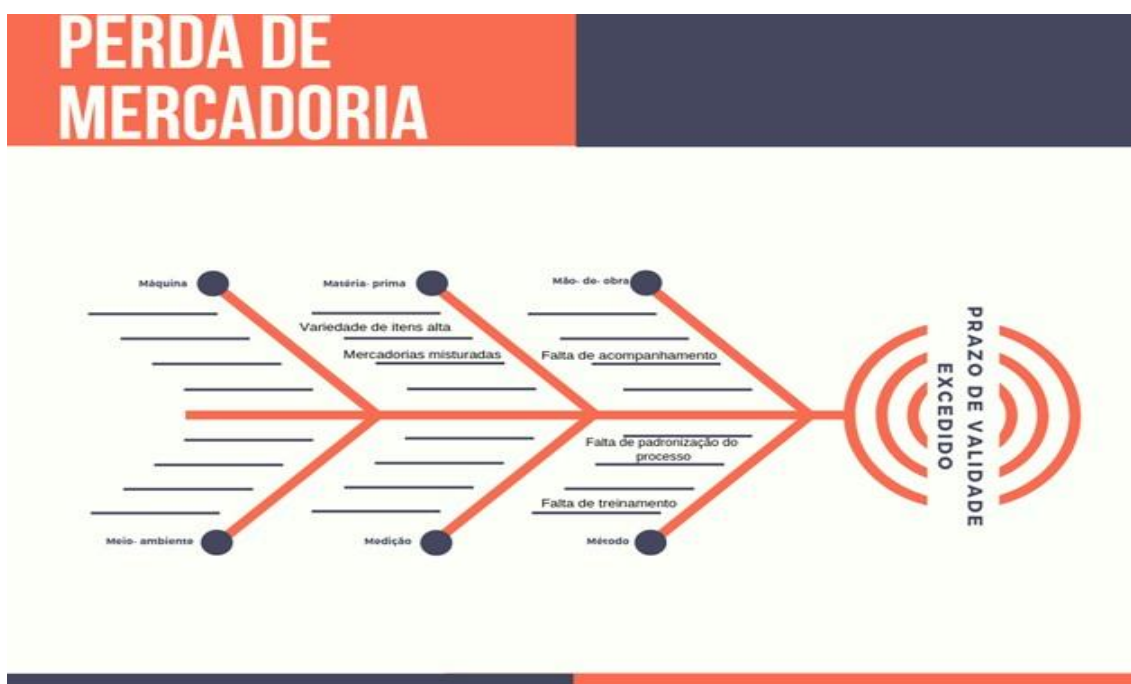 PERDA DE
MERCADORIA
Máquina
Matéria- prima
Mão- de- obra
Variedade de itens alta
Mercadorias misturadas
Falta de acompanhamento
Falta de padronização do
processo
Falta de treinamento
Meio- ambiente
Medição
Método
PRAZO DE VALIDADE
EXCEDIDO